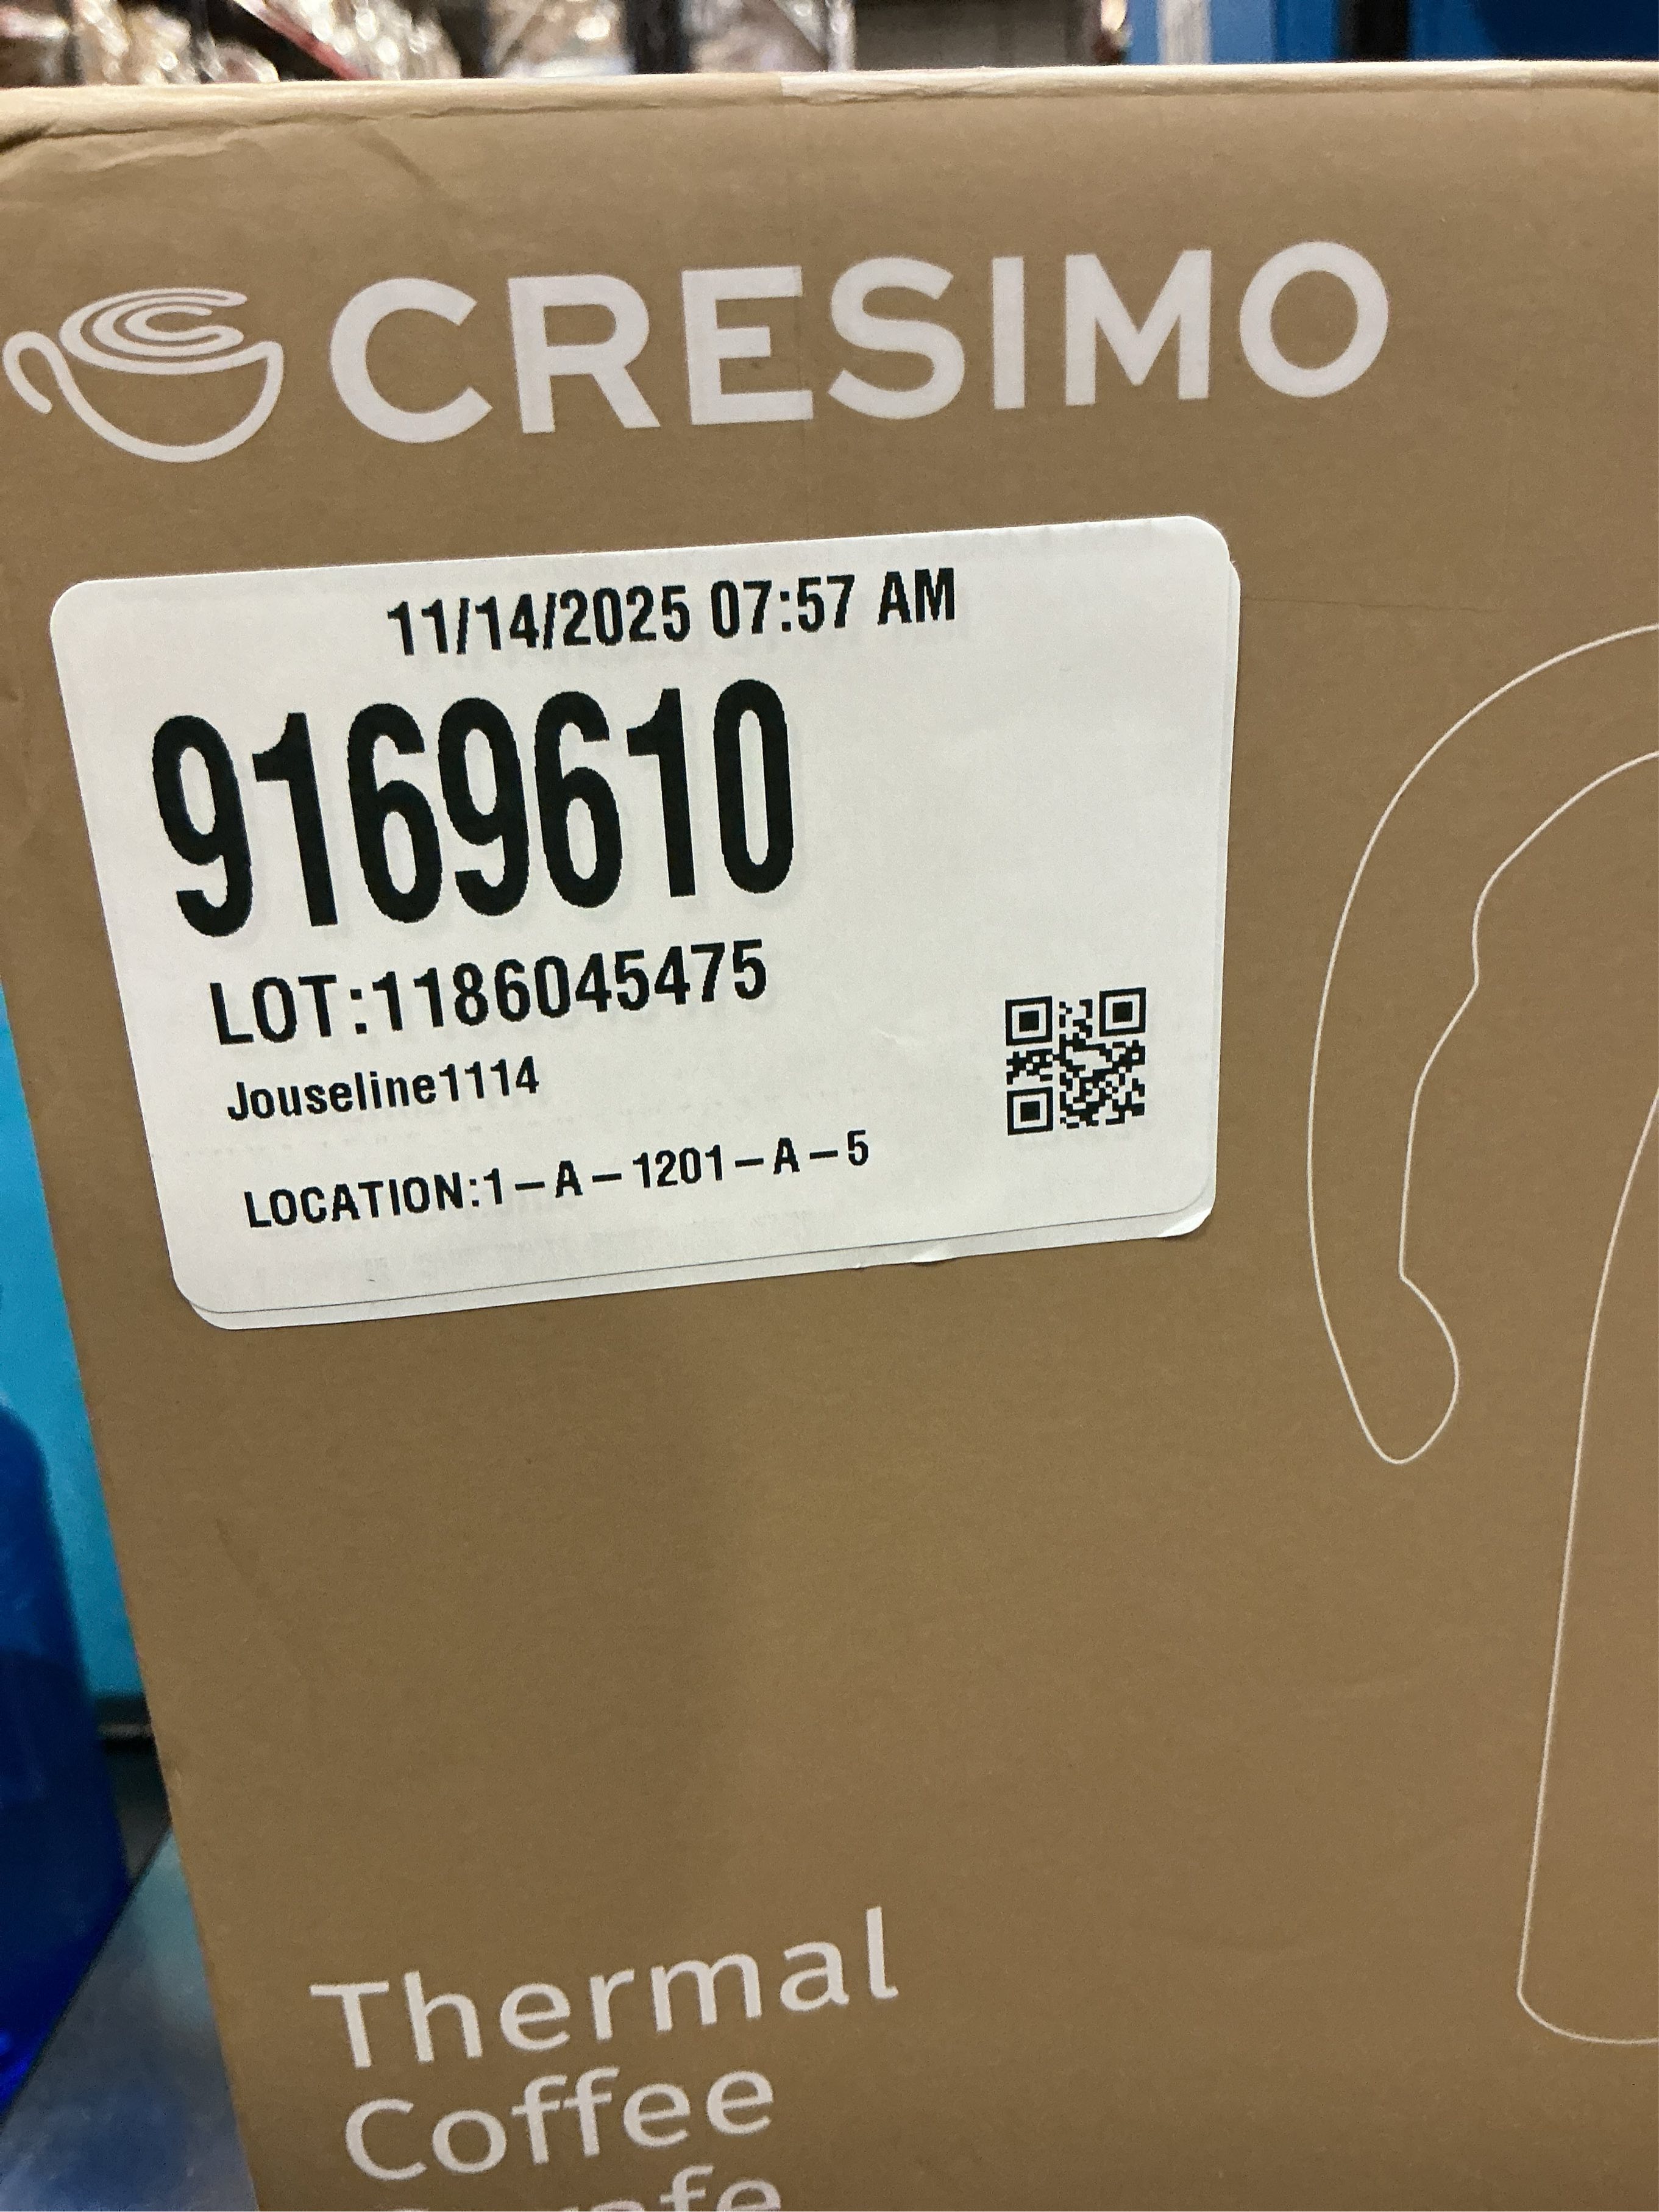 CRESIMO
11/14/2025 07:57 AM
9169610
LOT:1186045475
Jouseline1114
LOCATION:1-A-1201-A-5
Thermal
Coffee